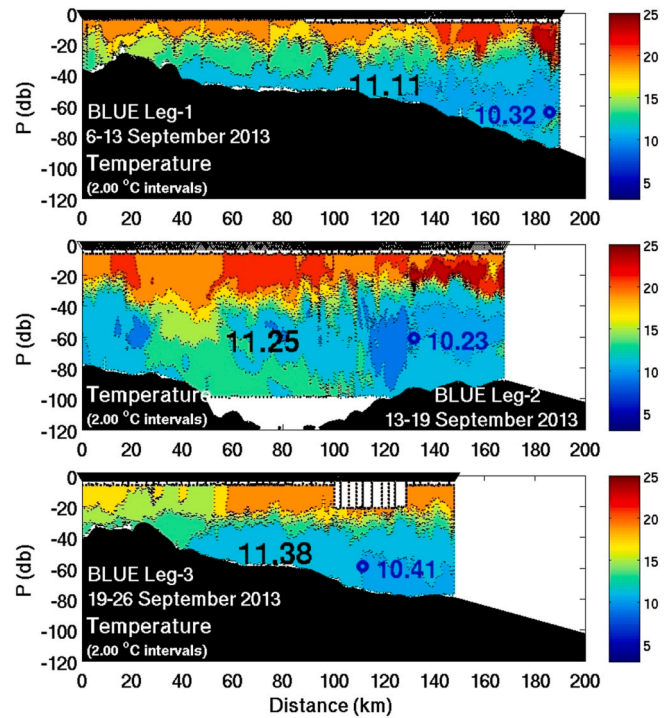 0
-20
-40
-60
-80
-100
-120
P (db)
11.11
10.32
BLUE Leg-1
6-13 September 2013
Temperature
(2.00 °C intervals)
0 20 40 60 80 100 120 140 160 180 200
25
20
15
10
5
0
-20
-40
-60
-80
-100
-120
P (db)
11.25
10.23
Temperature
(2.00 °C intervals)
BLUE Leg-2
13-19 September 2013
0 20 40 60 80 100 120 140 160 180 200
25
20
15
10
5
0
-20
-40
-60
-80
-100
-120
P (db)
11.38
10.41
BLUE Leg-3
19-26 September 2013
Temperature
(2.00 °C intervals)
0 20 40 60 80 100 120 140 160 180 200
Distance (km)
25
20
15
10
5